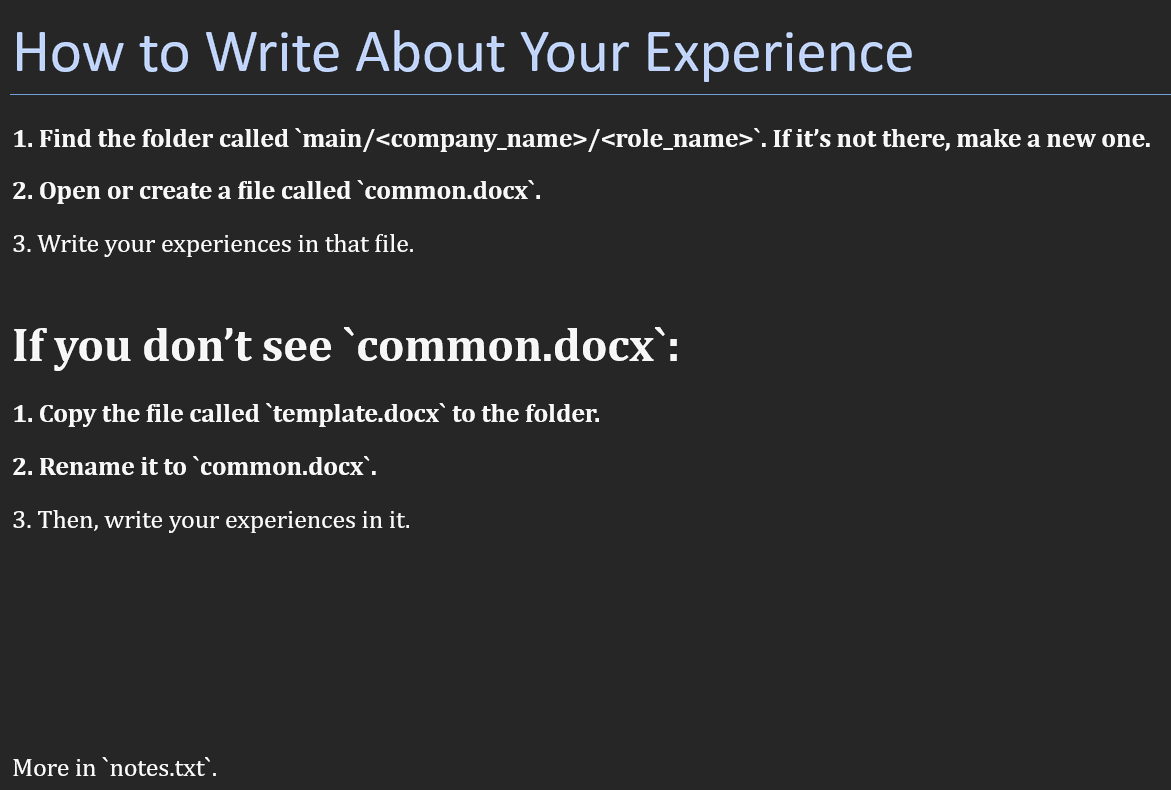 How to Write About Your Experience
1. Find the folder called `main/<company_name>/<role_name>`. If it’s not there, make a new one.
2. Open or create a file called `common.docx`.
3. Write your experiences in that file.
If you don’t see `common.docx`:
1. Copy the file called `template.docx` to the folder.
2. Rename it to `common.docx`.
3. Then, write your experiences in it.
More in `notes.txt`.